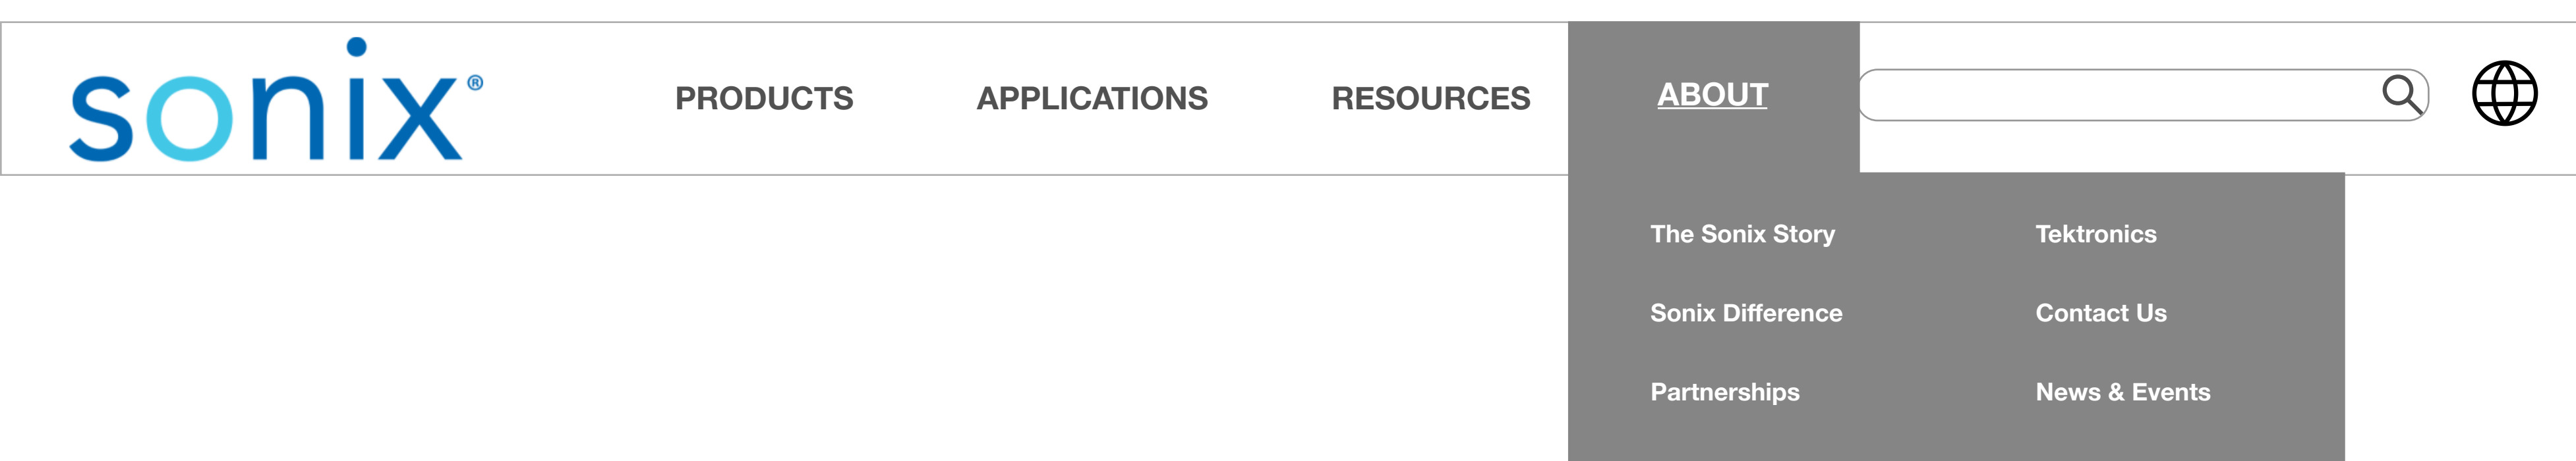 sonix®
PRODUCTS APPLICATIONS RESOURCES ABOUT
The Sonix Story Tektronics
Sonix Difference Contact Us
Partnerships News & Events